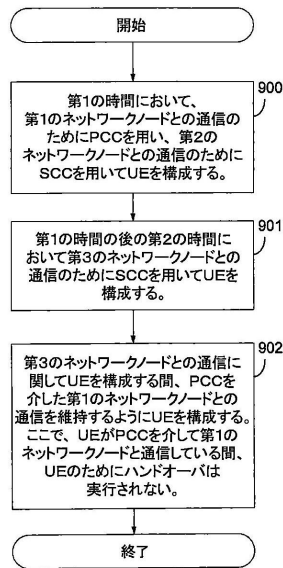 開始
900
第1の時間において、
第1のネットワークノードとの通信の
ためにPCCを用い、第2の
ネットワークノードとの通信のために
SCCを用いてUEを構成する。
901
第1の時間の後の第2の時間に
おいて第3のネットワークノードとの
通信のためにSCCを用いてUEを
構成する。
902
第3のネットワークノードとの通信に
関してUEを構成する間、PCCを
介した第1のネットワークノードとの
通信を維持するようにUEを構成する。
ここで、UEがPCCを介して第1の
ネットワークノードと通信している間、
UEのためにハンドオーバは
実行されない。
終了